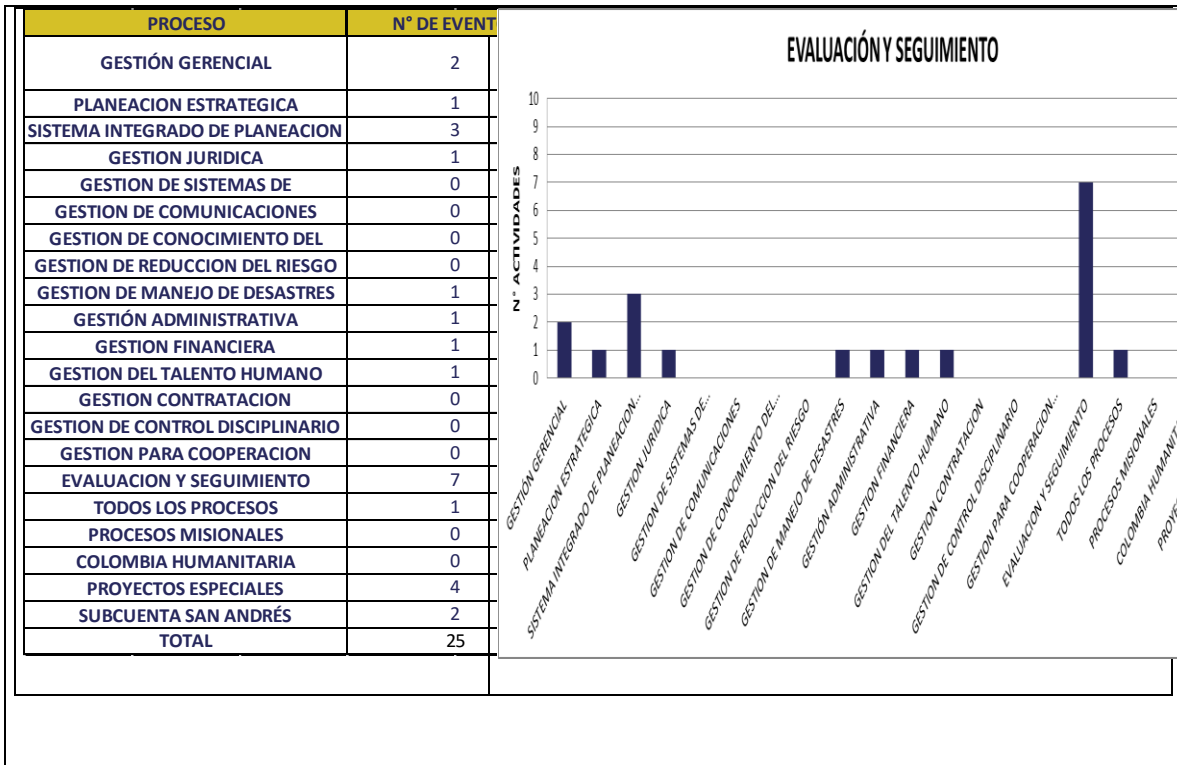 PROCESO N° DE EVENT
GESTIÓN GERENCIAL 2
PLANEACION ESTRATEGICA 1
SISTEMA INTEGRADO DE PLANEACION 3
GESTION JURIDICA 1
GESTION DE SISTEMAS DE 0
GESTION DE COMUNICACIONES 0
GESTION DE CONOCIMIENTO DEL 0
GESTION DE REDUCCION DEL RIESGO 0
GESTION DE MANEJO DE DESASTRES 1
GESTIÓN ADMINISTRATIVA 1
GESTION FINANCIERA 1
GESTION DEL TALENTO HUMANO 1
GESTION CONTRATACION 0
GESTION DE CONTROL DISCIPLINARIO 0
GESTION PARA COOPERACION 0
EVALUACION Y SEGUIMIENTO 7
TODOS LOS PROCESOS 1
PROCESOS MISIONALES 0
COLOMBIA HUMANITARIA 0
PROYECTOS ESPECIALES 4
SUBCUENTA SAN ANDRÉS 2
TOTAL 25
EVALUACIÓN Y SEGUIMIENTO
N° ACTIVIDADES
10
9
8
7
6
5
4
3
2
1
0
GESTIÓN GERENCIAL
PLANEACION ESTRATEGICA
SISTEMA INTEGRADO DE PLANEACION...
GESTION JURIDICA
GESTION DE SISTEMAS DE...
GESTION DE COMUNICACIONES
GESTION DE CONOCIMIENTO DEL...
GESTION DE REDUCCION DEL RIESGO
GESTION DE MANEJO DE DESASTRES
GESTIÓN ADMINISTRATIVA
GESTION FINANCIERA
GESTION DEL TALENTO HUMANO
GESTION CONTRATACION
GESTION DE CONTROL DISCIPLINARIO
GESTION PARA COOPERACION...
EVALUACION Y SEGUIMIENTO
TODOS LOS PROCESOS
PROCESOS MISIONALES
COLOMBIA HUMANIT
PROYE